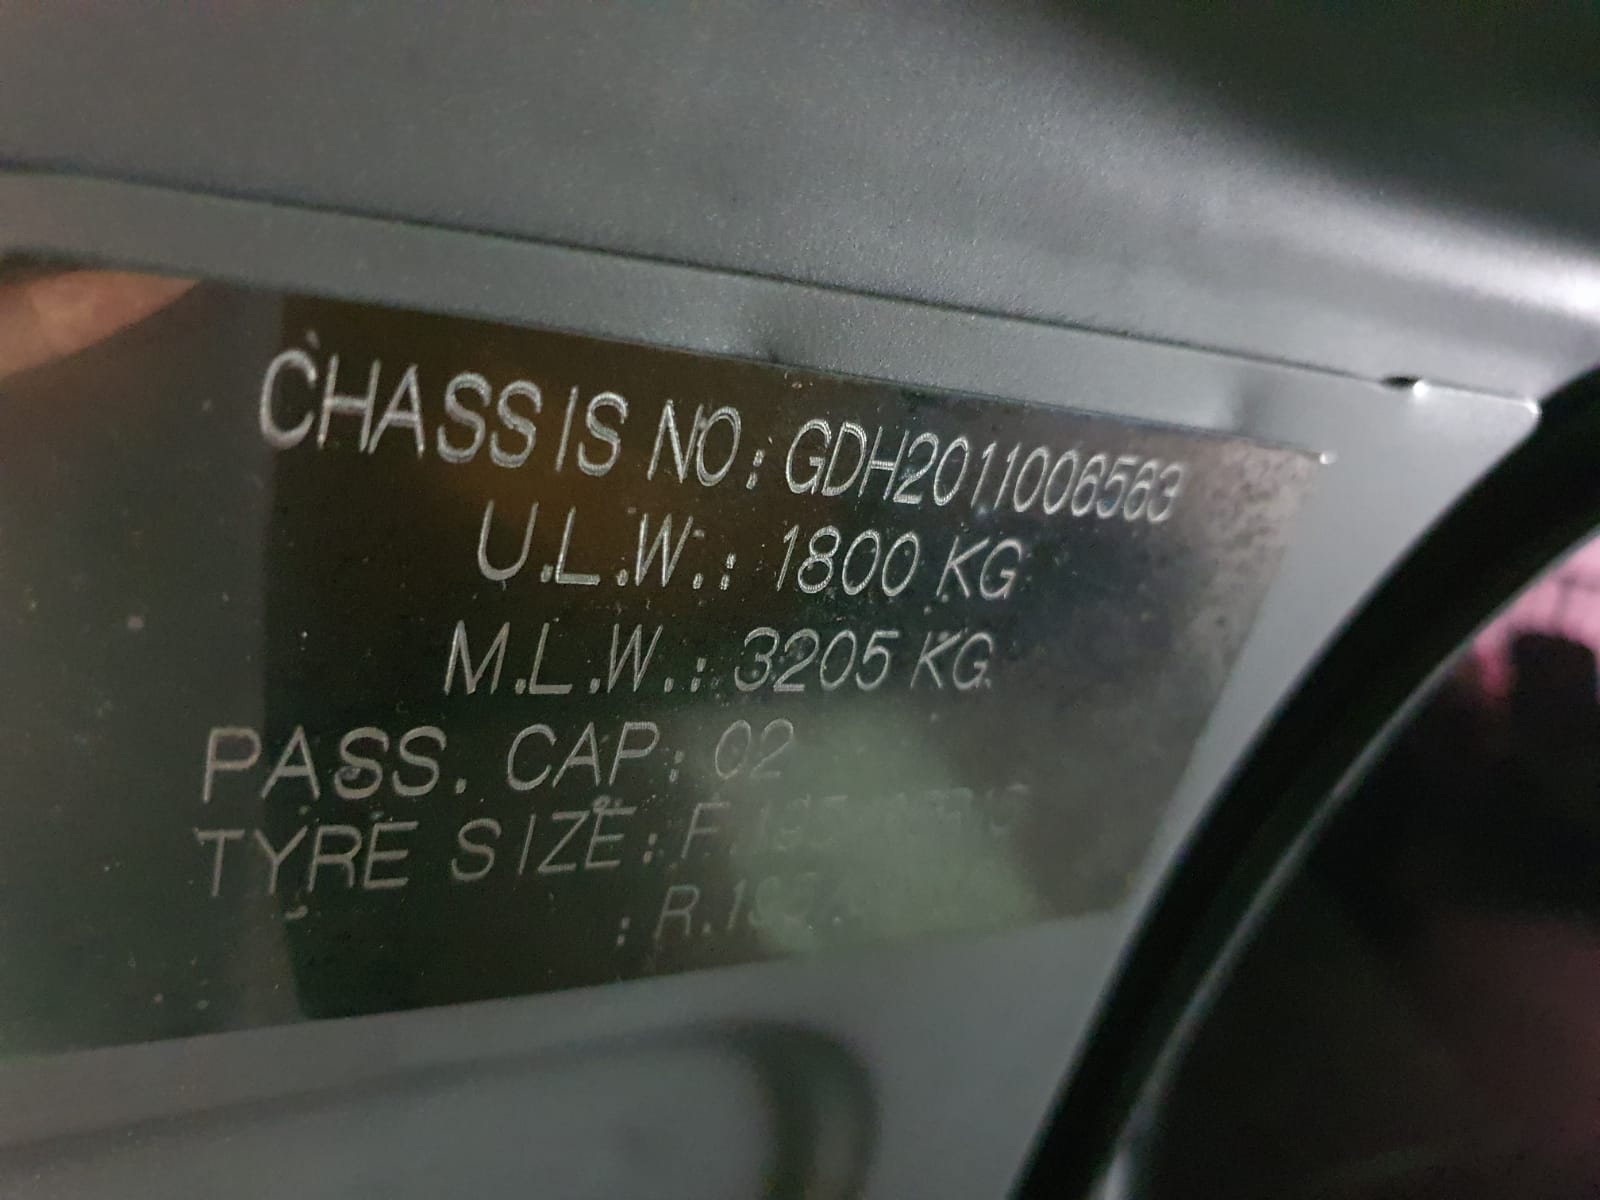 CHASSIS NO: GDH2011006563
U.L.W.: 1800 KG
M.L.W.: 3205 KG
PASS. CAP: 02
TYRE SIZE: F.
: R.